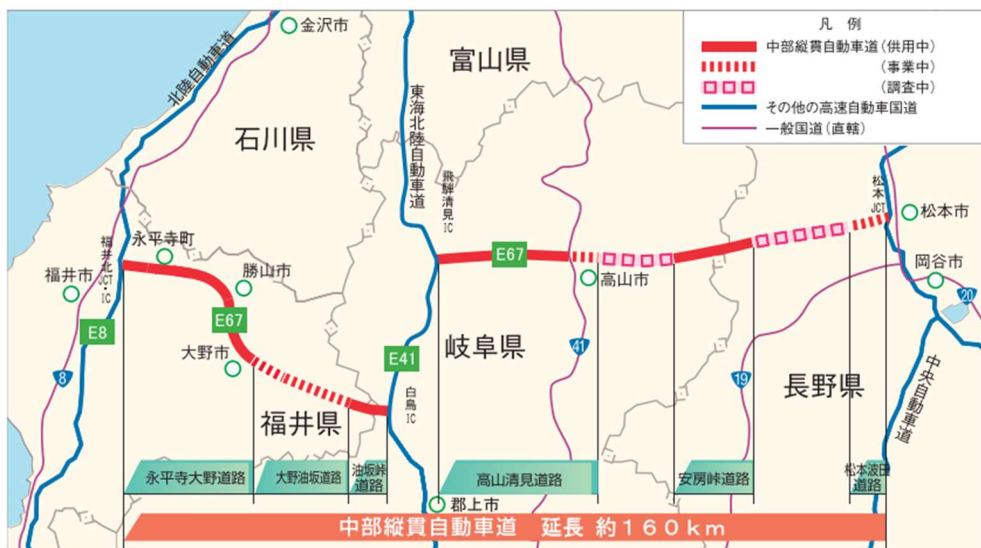 凡 例
中部縦貫自動車道(供用中)
(事業中)
(調査中)
その他の高速自動車国道
一般国道(直轄)
金沢市
北陸自動車道
石川県
富山県
東海北陸自動車道
飛騨清見IC
松本JCT
松本市
岡谷市
20
福井北JCT・IC
永平寺町
福井市
勝山市
E67
E67
高山市
E8
大野市
E41
岐阜県
41
8
白鳥IC
19
長野県
中央自動車道
福井県
永平寺大野道路
大野油坂道路
油坂峠
道路
高山清見道路
安房峠道路
松本波田
道路
郡上市
中部縦貫自動車道 延長 約160km